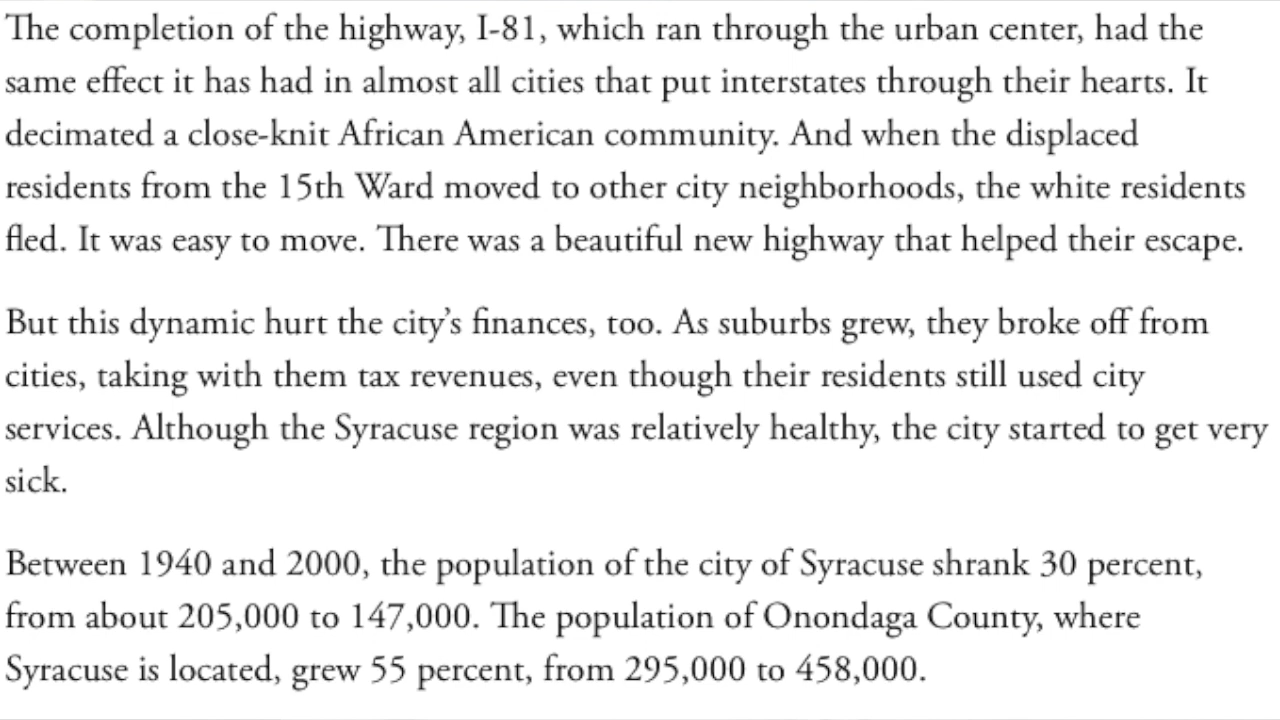 The completion of the highway, I-81, which ran through the urban center, had the
same effect it has had in almost all cities that put interstates through their hearts. It
decimated a close-knit African American community. And when the displaced
residents from the 15th Ward moved to other city neighborhoods, the white residents
fled. It was easy to move. There was a beautiful new highway that helped their escape.
But this dynamic hurt the city’s finances, too. As suburbs grew, they broke off from
cities, taking with them tax revenues, even though their residents still used city
services. Although the Syracuse region was relatively healthy, the city started to get very
sick.
Between 1940 and 2000, the population of the city of Syracuse shrank 30 percent,
from about 205,000 to 147,000. The population of Onondaga County, where
Syracuse is located, grew 55 percent, from 295,000 to 458,000.